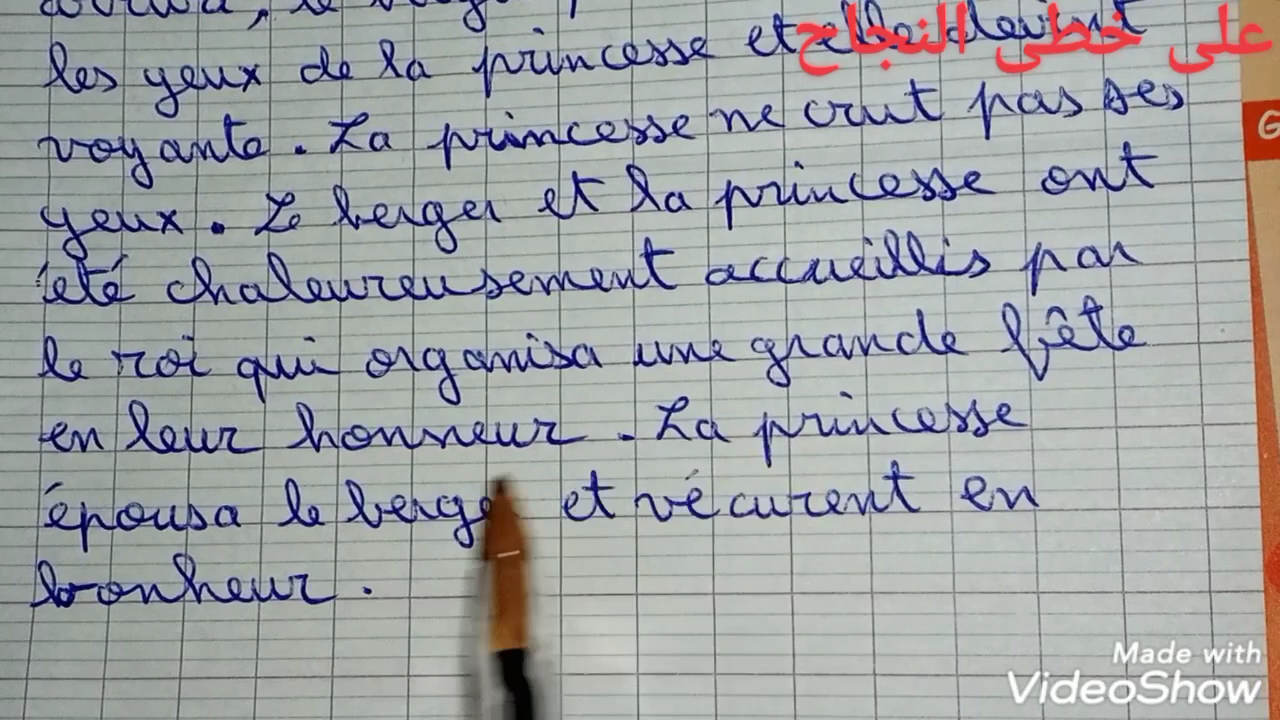 les yeux de la princesse et elle devint
على خطى النجاح
voyante. La princesse ne crut pas ses
G
yeux. Le berger et la princesse ont
été chaleureusement accueillis par
le roi qui organisa une grande fête
en leur honneur. La princesse
épousa le berger et vécurent en
bonheur.
Made with
VideoShow